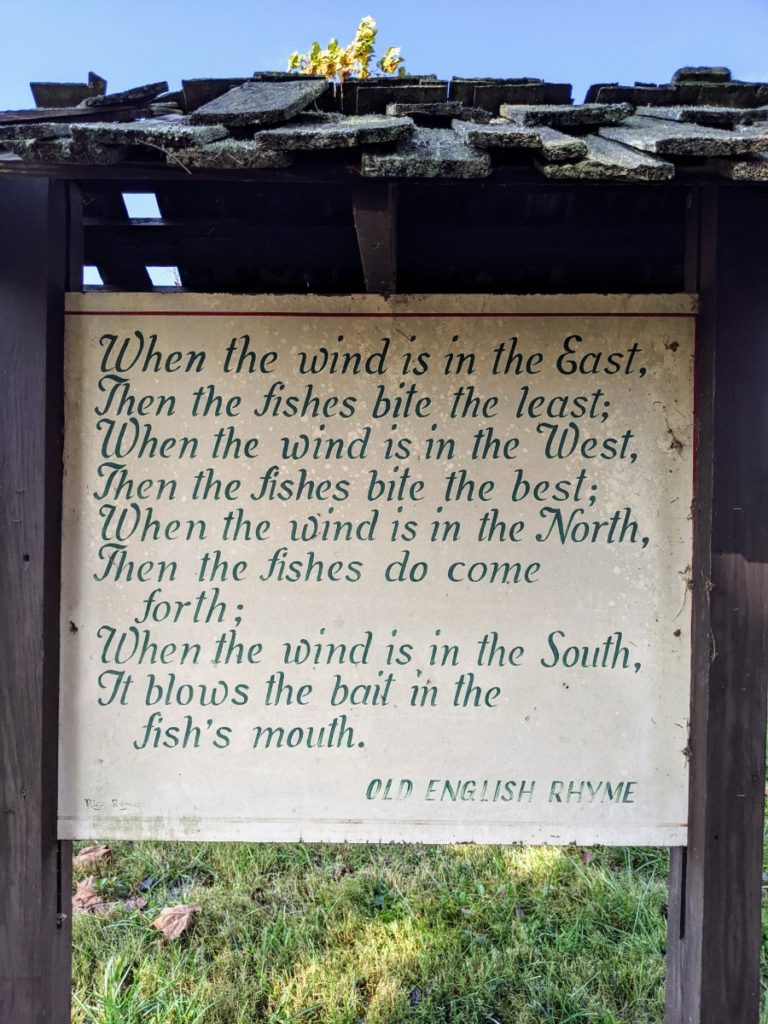 When the wind is in the East,
Then the fishes bite the least;
When the wind is in the West,
Then the fishes bite the best;
When the wind is in the North,
Then the fishes do come
forth;
When the wind is in the South,
It blows the bait in the
fish's mouth.
OLD ENGLISH RHYME